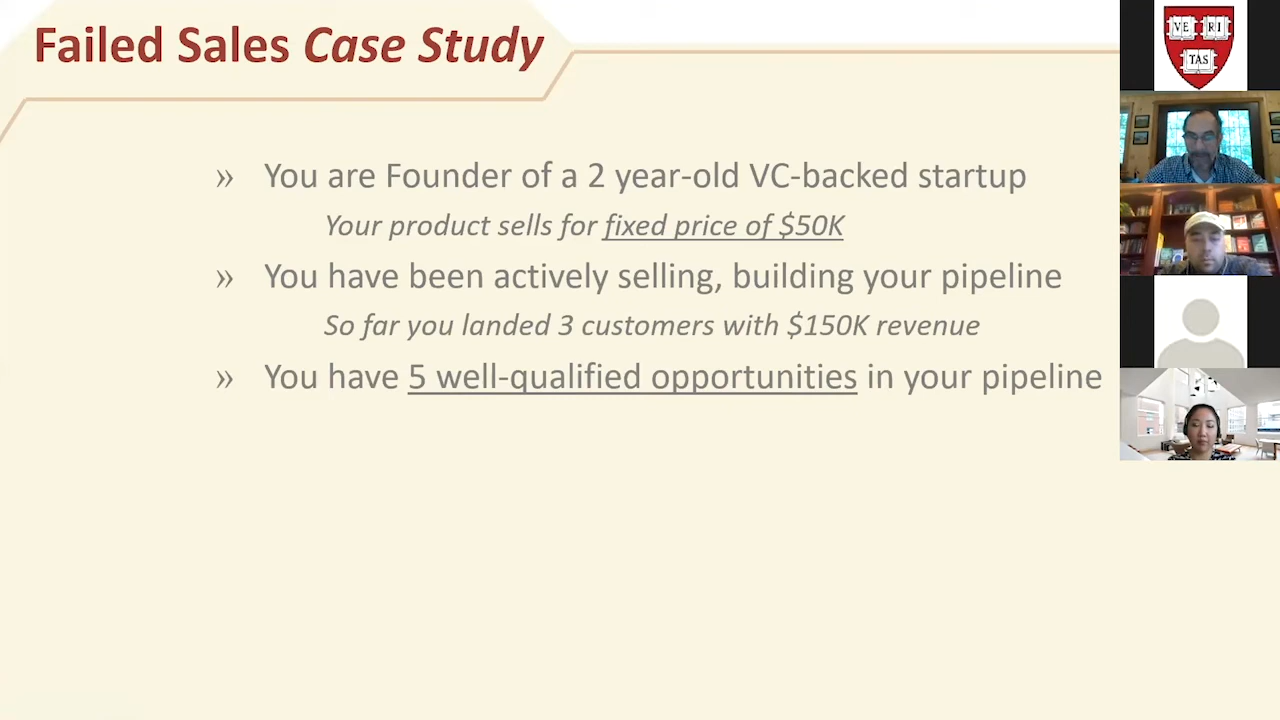 Failed Sales Case Study
» You are Founder of a 2 year-old VC-backed startup
Your product sells for fixed price of $50K
» You have been actively selling, building your pipeline
So far you landed 3 customers with $150K revenue
» You have 5 well-qualified opportunities in your pipeline
VE RI
TAS